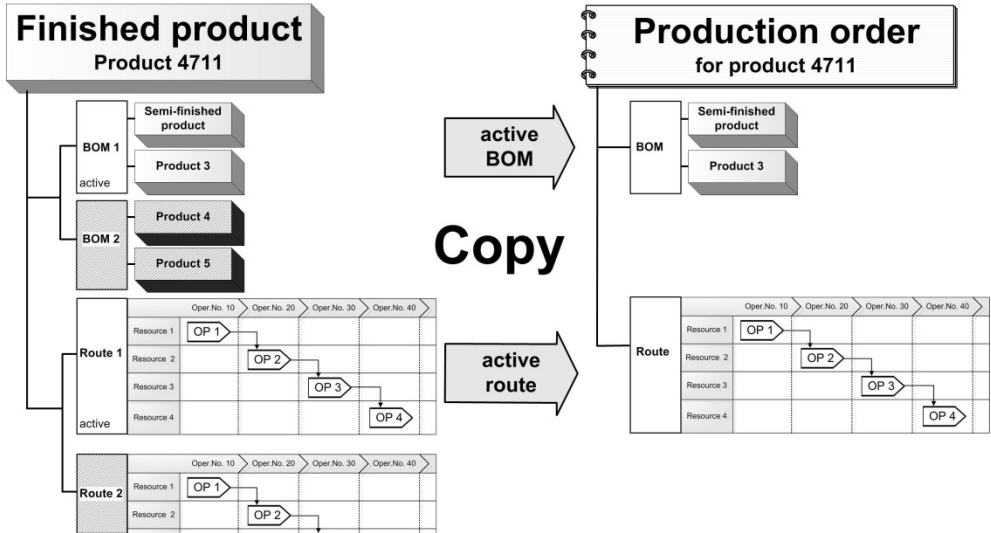 Finished product
Product 4711
Semi-finished
product
BOM 1
Product 3
active
Product 4
BOM 2
Product 5
Oper.No. 10 Oper.No. 20 Oper.No. 30 Oper.No. 40
Resource 1 OP 1
Route 1
Resource 2 OP 2
Resource 3 OP 3
active
Resource 4 OP 4
Oper.No. 10 Oper.No. 20 Oper.No. 30 Oper.No. 40
Resource 1 OP 1
Route 2
Resource 2 OP 2
active
BOM
Copy
active
route
Production order
for product 4711
Semi-finished
product
BOM
Product 3
Oper.No. 10 Oper.No. 20 Oper.No. 30 Oper.No. 40
Resource 1 OP 1
Route
Resource 2 OP 2
Resource 3 OP 3
Resource 4 OP 4